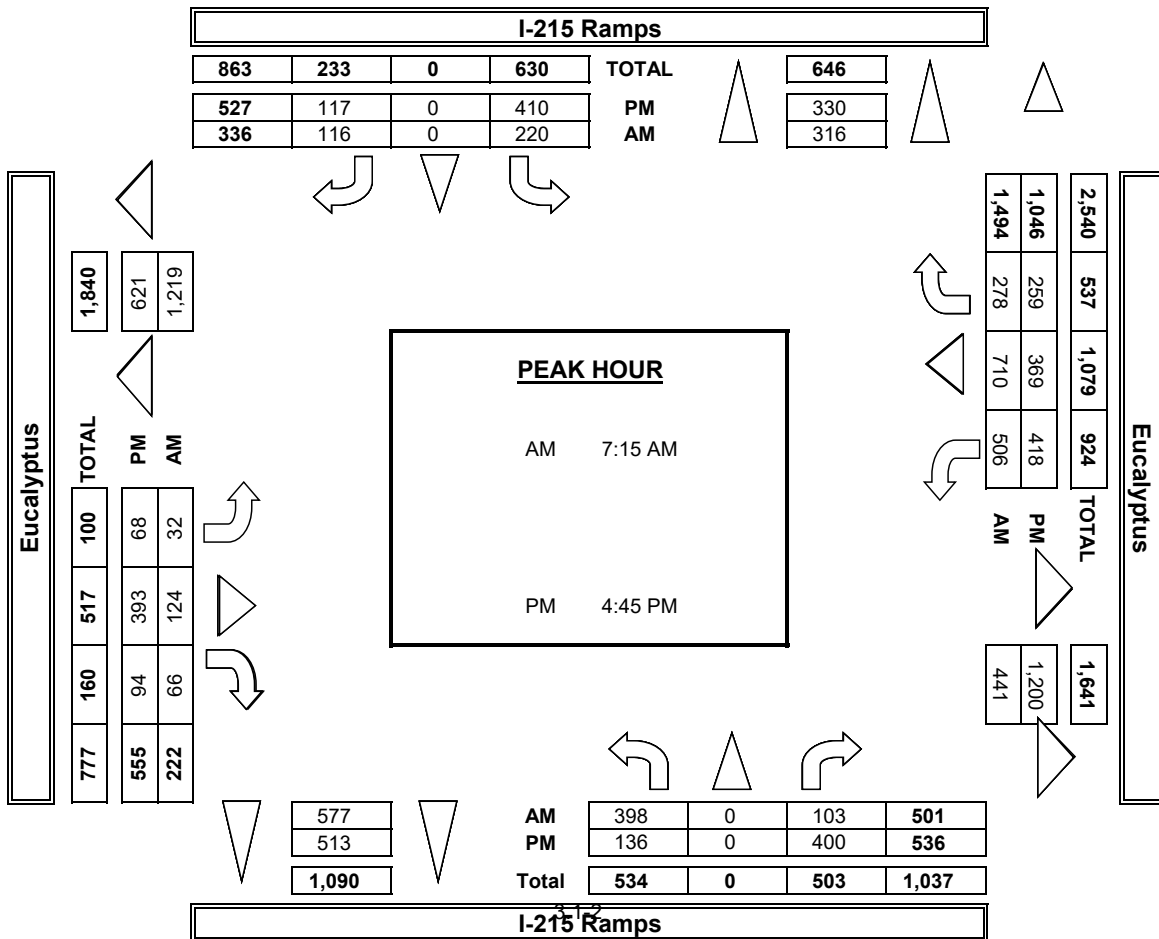 I-215 Ramps
863 233 0 630 TOTAL 646
527 117 0 410 PM 330
336 116 0 220 AM 316
Eucalyptus
1,840
621
1,219
TOTAL 100 517 160 777
PM 68 393 94 555
AM 32 124 66 222
PEAK HOUR
AM 7:15 AM
PM 4:45 PM
2,540 537 1,079 924 TOTAL
1,046 259 369 418 PM
1,494 278 710 506 AM
1,641
1,200
441
Eucalyptus
577 AM 398 0 103 501
513 PM 136 0 400 536
1,090 Total 534 0 503 1,037
3.1-2
I-215 Ramps